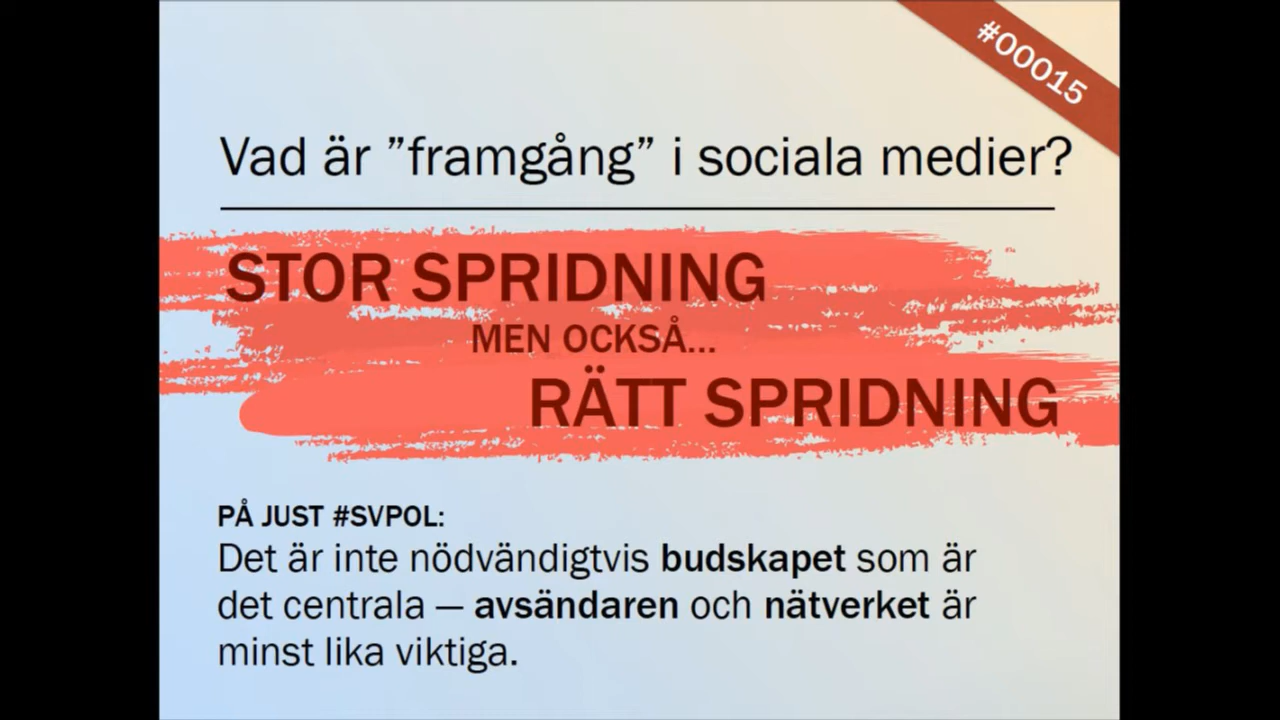 #00015
Vad är ”framgång” i sociala medier?
STOR SPRIDNING
MEN OCKSÅ...
RÄTT SPRIDNING
PÅ JUST #SVPOL:
Det är inte nödvändigtvis budskapet som är
det centrala — avsändaren och nätverket är
minst lika viktiga.